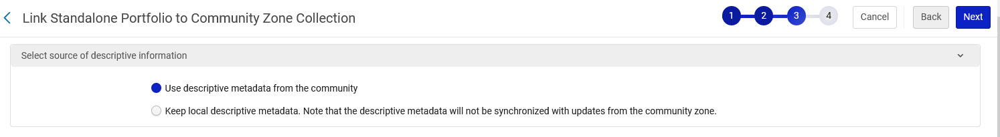 Link Standalone Portfolio to Community Zone Collection
1 2 3 4
Cancel Back Next
Select source of descriptive information
Use descriptive metadata from the community
Keep local descriptive metadata. Note that the descriptive metadata will not be synchronized with updates from the community zone.